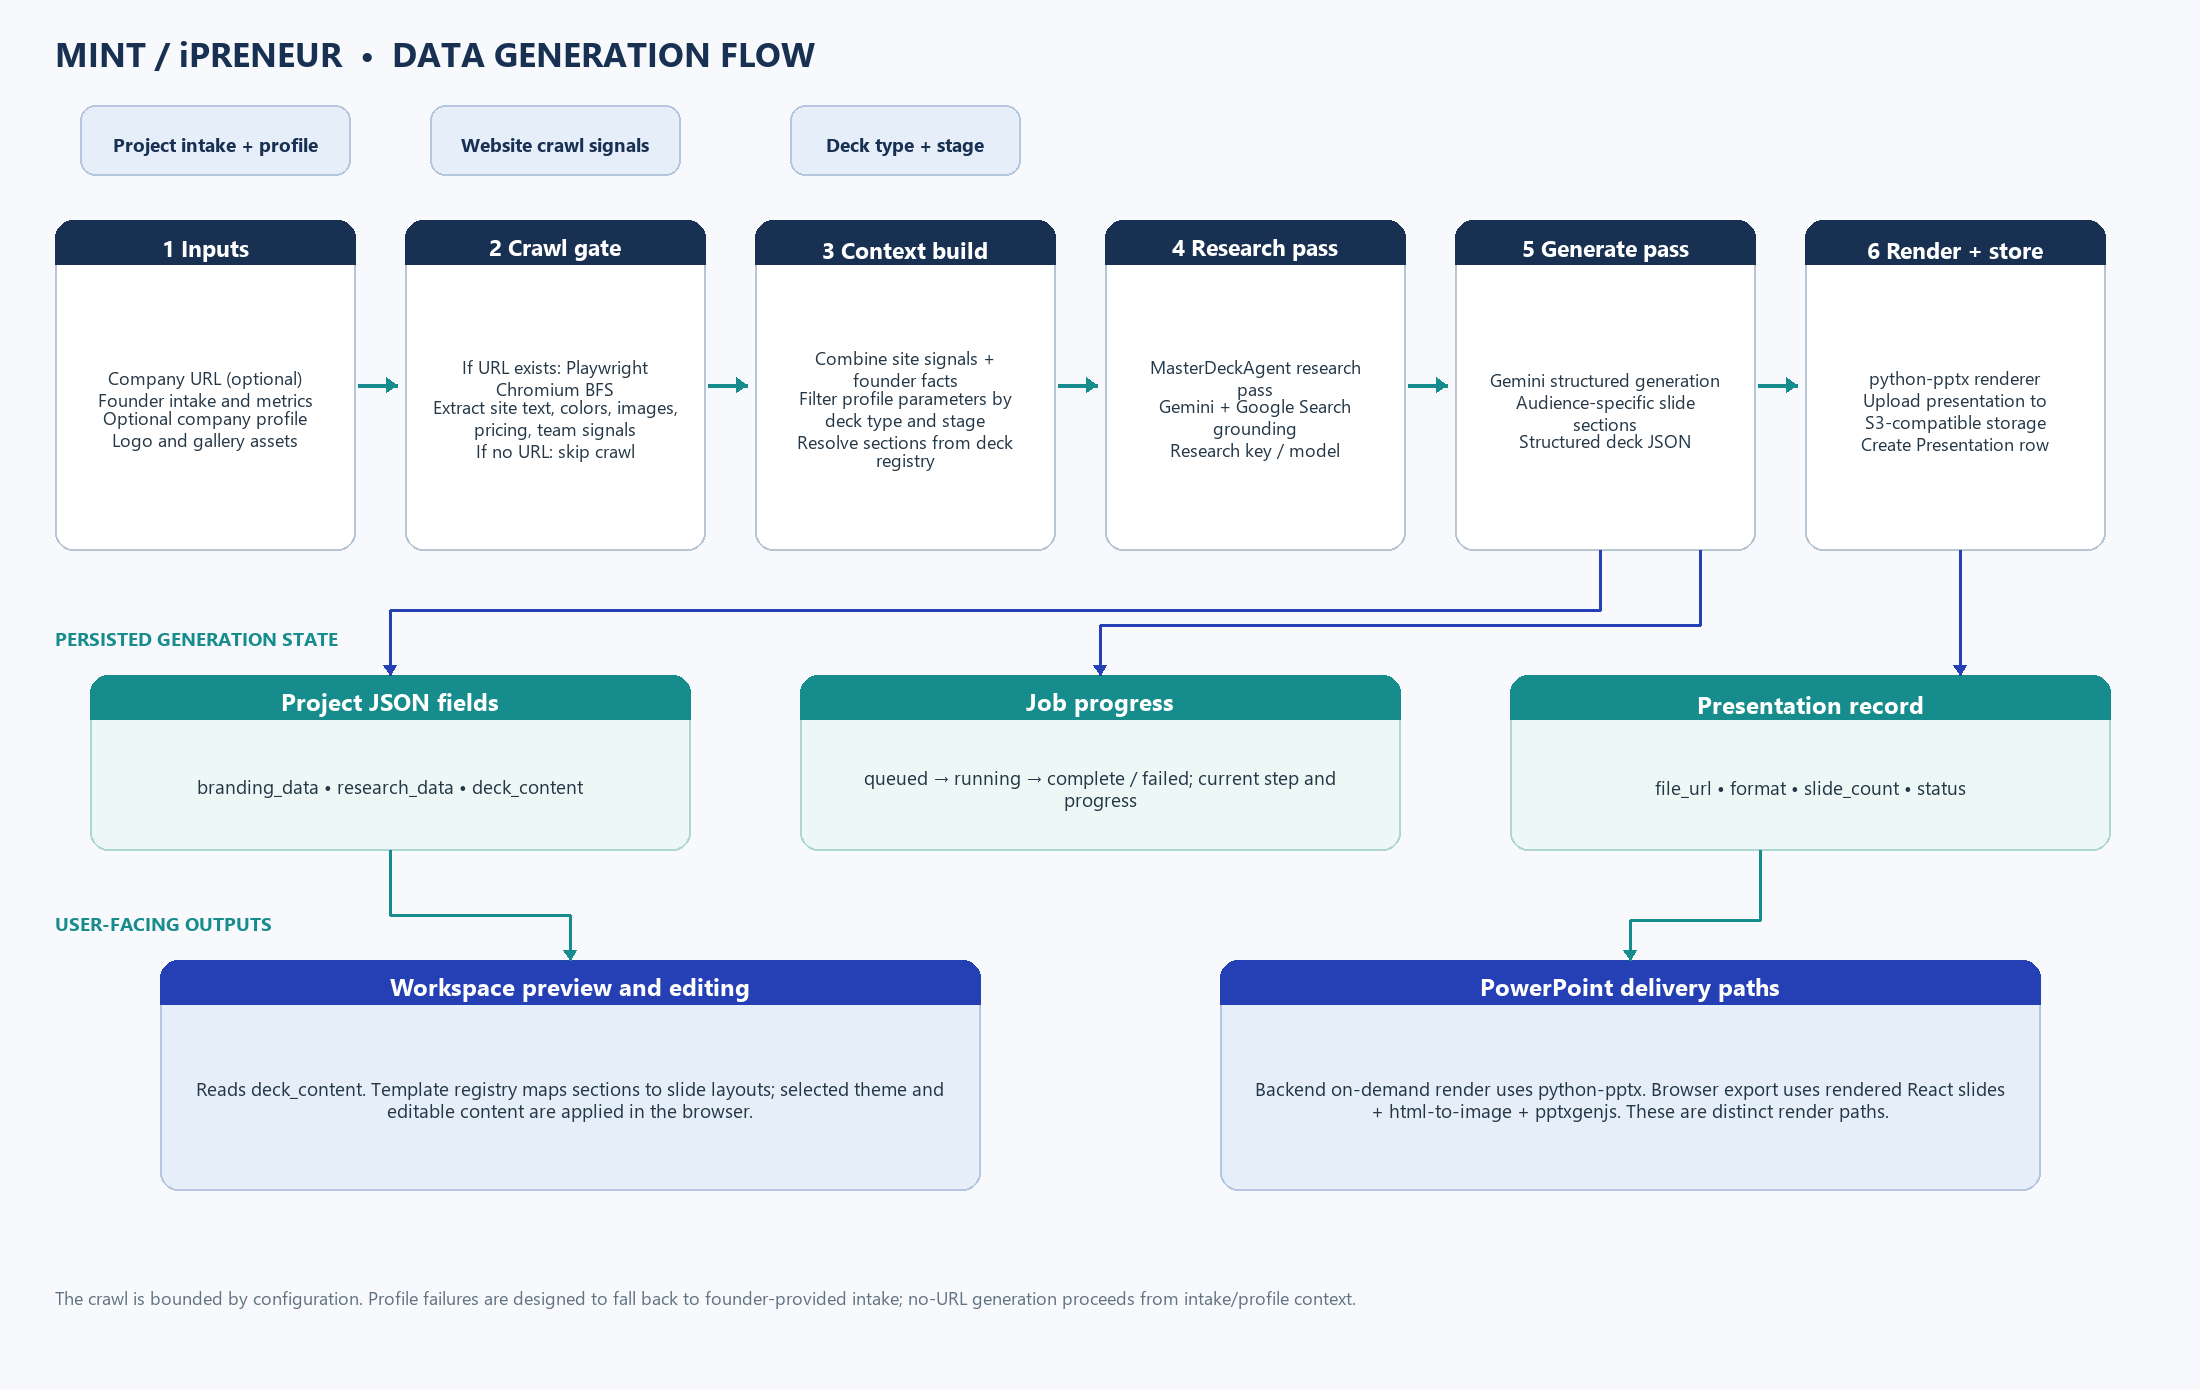 MINT / iPRENEUR • DATA GENERATION FLOW
Project intake + profile
Website crawl signals
Deck type + stage
1 Inputs
Company URL (optional)
Founder intake and metrics
Optional company profile
Logo and gallery assets
2 Crawl gate
If URL exists: Playwright
Chromium BFS
Extract site text, colors, images,
pricing, team signals
If no URL: skip crawl
3 Context build
Combine site signals +
founder facts
Filter profile parameters by
deck type and stage
Resolve sections from deck
registry
4 Research pass
MasterDeckAgent research
pass
Gemini + Google Search
grounding
Research key / model
5 Generate pass
Gemini structured generation
Audience-specific slide
sections
Structured deck JSON
6 Render + store
python-pptx renderer
Upload presentation to
S3-compatible storage
Create Presentation row
PERSISTED GENERATION STATE
Project JSON fields
branding_data • research_data • deck_content
Job progress
queued → running → complete / failed; current step and
progress
Presentation record
file_url • format • slide_count • status
USER-FACING OUTPUTS
Workspace preview and editing
Reads deck_content. Template registry maps sections to slide layouts; selected theme and
editable content are applied in the browser.
PowerPoint delivery paths
Backend on-demand render uses python-pptx. Browser export uses rendered React slides
+ html-to-image + pptxgenjs. These are distinct render paths.
The crawl is bounded by configuration. Profile failures are designed to fall back to founder-provided intake; no-URL generation proceeds from intake/profile context.